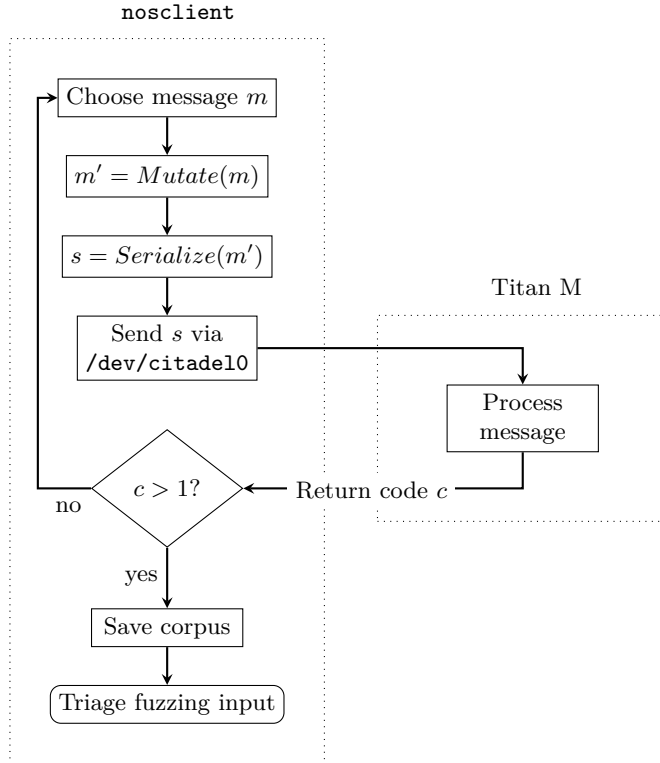 nosclient
Choose message m
m′ = Mutate(m)
s = Serialize(m′)
Send s via
/dev/citadel0
Titan M
Process
message
c > 1?
Return code c
no
yes
Save corpus
Triage fuzzing input